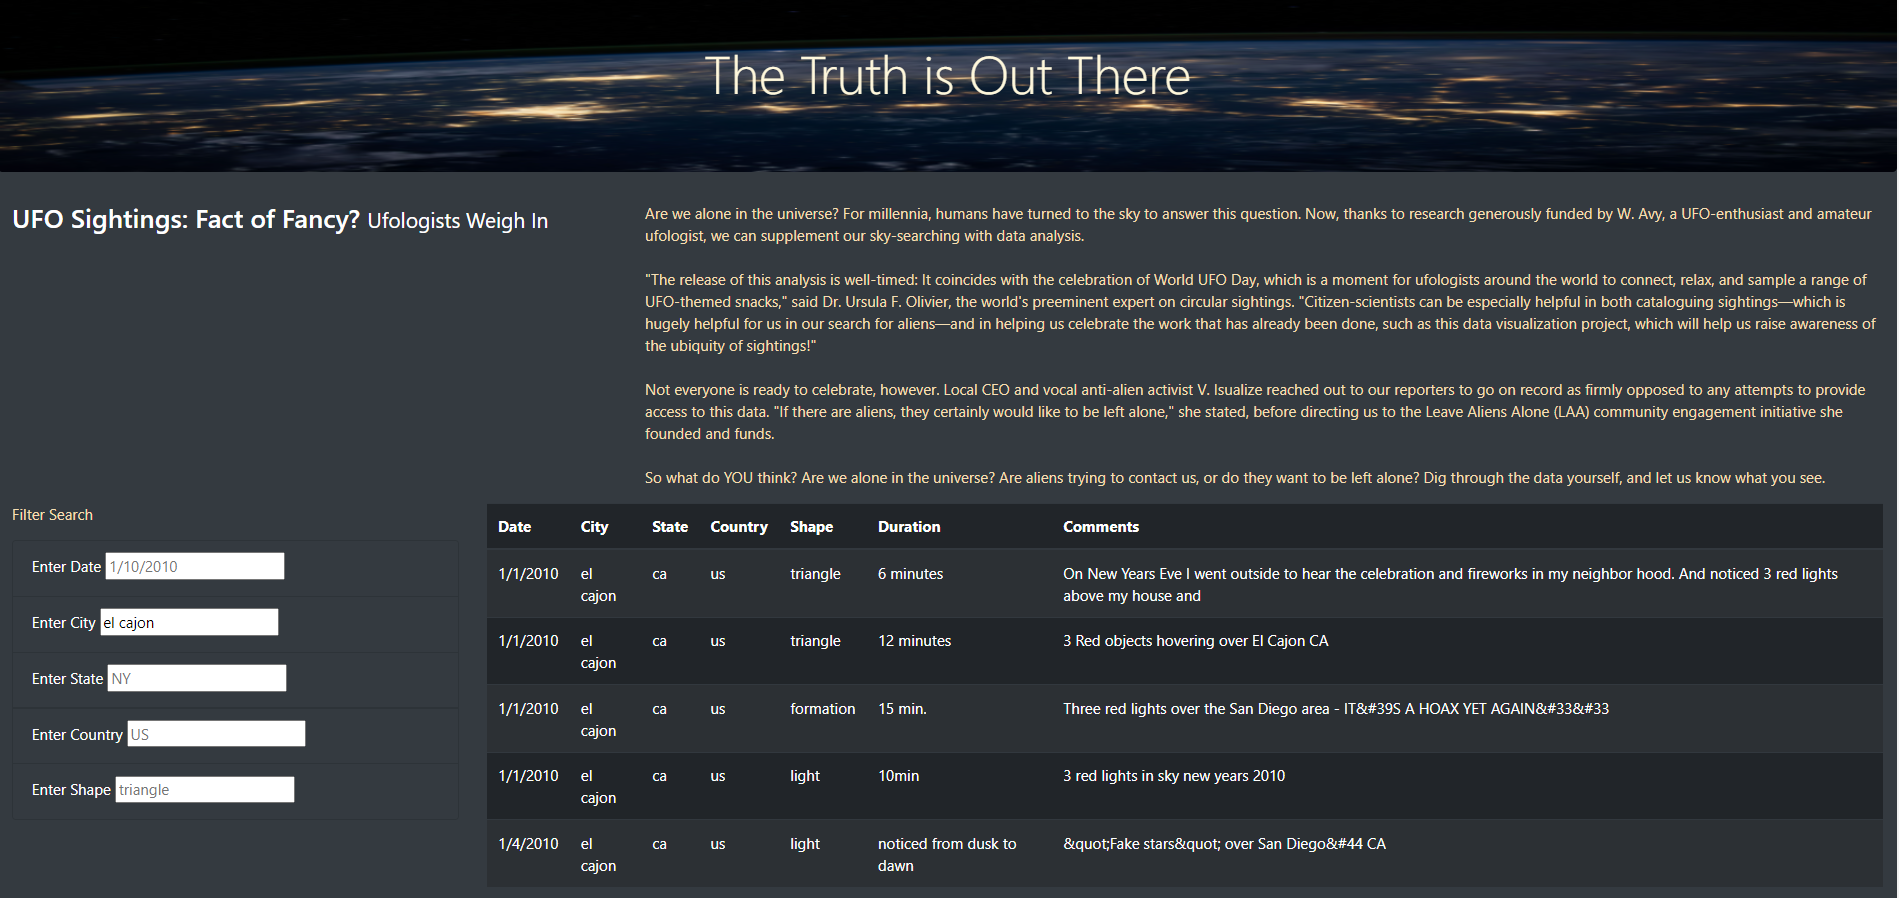 The Truth is Out There
UFO Sightings: Fact of Fancy? Ufologists Weigh In
Are we alone in the universe? For millennia, humans have turned to the sky to answer this question. Now, thanks to research generously funded by W. Avy, a UFO-enthusiast and amateur
ufologist, we can supplement our sky-searching with data analysis.
"The release of this analysis is well-timed: It coincides with the celebration of World UFO Day, which is a moment for ufologists around the world to connect, relax, and sample a range of
UFO-themed snacks," said Dr. Ursula F. Olivier, the world's preeminent expert on circular sightings. "Citizen-scientists can be especially helpful in both cataloguing sightings—which is
hugely helpful for us in our search for aliens—and in helping us celebrate the work that has already been done, such as this data visualization project, which will help us raise awareness of
the ubiquity of sightings!"
Not everyone is ready to celebrate, however. Local CEO and vocal anti-alien activist V. Isualize reached out to our reporters to go on record as firmly opposed to any attempts to provide
access to this data. "If there are aliens, they certainly would like to be left alone," she stated, before directing us to the Leave Aliens Alone (LAA) community engagement initiative she
founded and funds.
So what do YOU think? Are we alone in the universe? Are aliens trying to contact us, or do they want to be left alone? Dig through the data yourself, and let us know what you see.
Filter Search
Enter Date 1/10/2010
Enter City el cajon
Enter State NY
Enter Country US
Enter Shape triangle
Date City State Country Shape Duration Comments
1/1/2010 el ca us triangle 6 minutes On New Years Eve I went outside to hear the celebration and fireworks in my neighbor hood. And noticed 3 red lights
cajon above my house and
1/1/2010 el ca us triangle 12 minutes 3 Red objects hovering over El Cajon CA
cajon
1/1/2010 el ca us formation 15 min. Three red lights over the San Diego area - IT&#39S A HOAX YET AGAIN&#33&#33
cajon
1/1/2010 el ca us light 10min 3 red lights in sky new years 2010
cajon
1/4/2010 el ca us light noticed from dusk to &quot;Fake stars&quot; over San Diego&#44 CA
cajon dawn